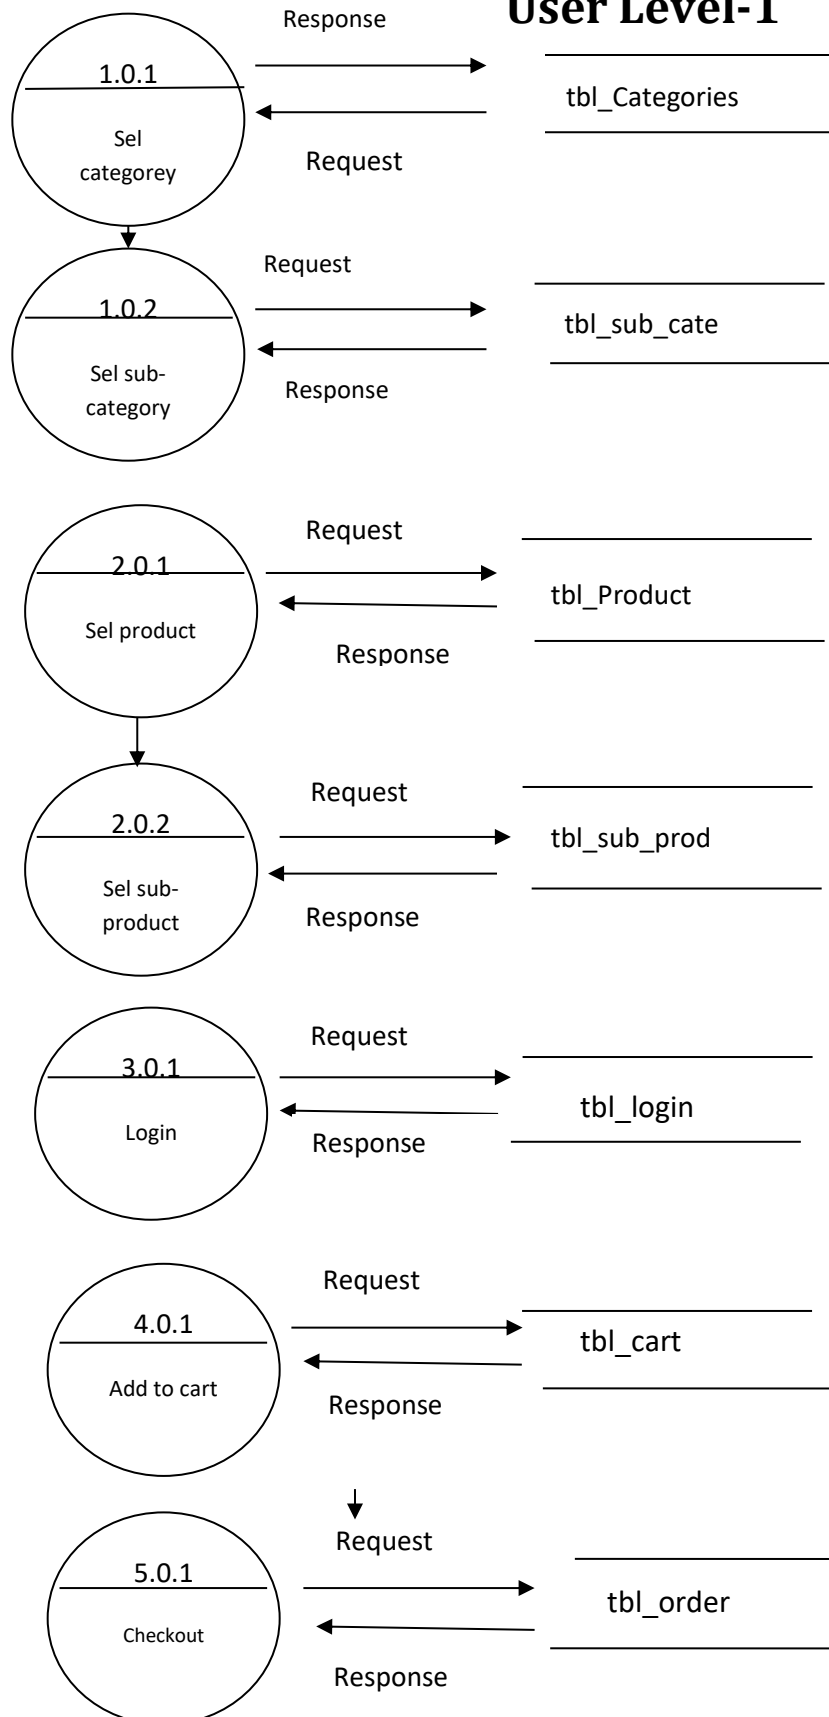 User Level-1
Response
1.0.1
tbl_Categories
Sel
categorey
Request
Request
1.0.2
tbl_sub_cate
Sel sub-
category
Response
Request
2.0.1
tbl_Product
Sel product
Response
Request
2.0.2
tbl_sub_prod
Sel sub-
product
Response
Request
3.0.1
tbl_login
Login
Response
Request
4.0.1
tbl_cart
Add to cart
Response
Request
5.0.1
tbl_order
Checkout
Response